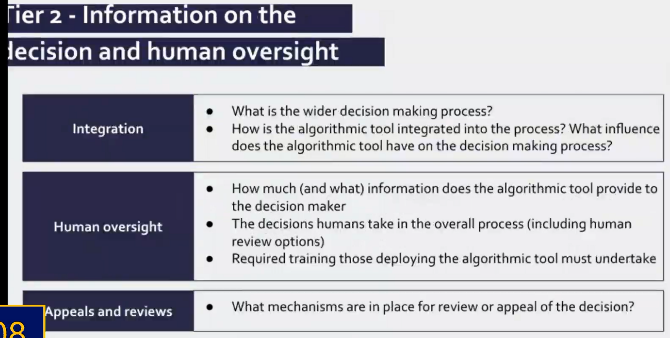 Tier 2 - Information on the
decision and human oversight
Integration
● What is the wider decision making process?
● How is the algorithmic tool integrated into the process? What influence
does the algorithmic tool have on the decision making process?
Human oversight
● How much (and what) information does the algorithmic tool provide to
the decision maker
● The decisions humans take in the overall process (including human
review options)
● Required training those deploying the algorithmic tool must undertake
Appeals and reviews
● What mechanisms are in place for review or appeal of the decision?
08